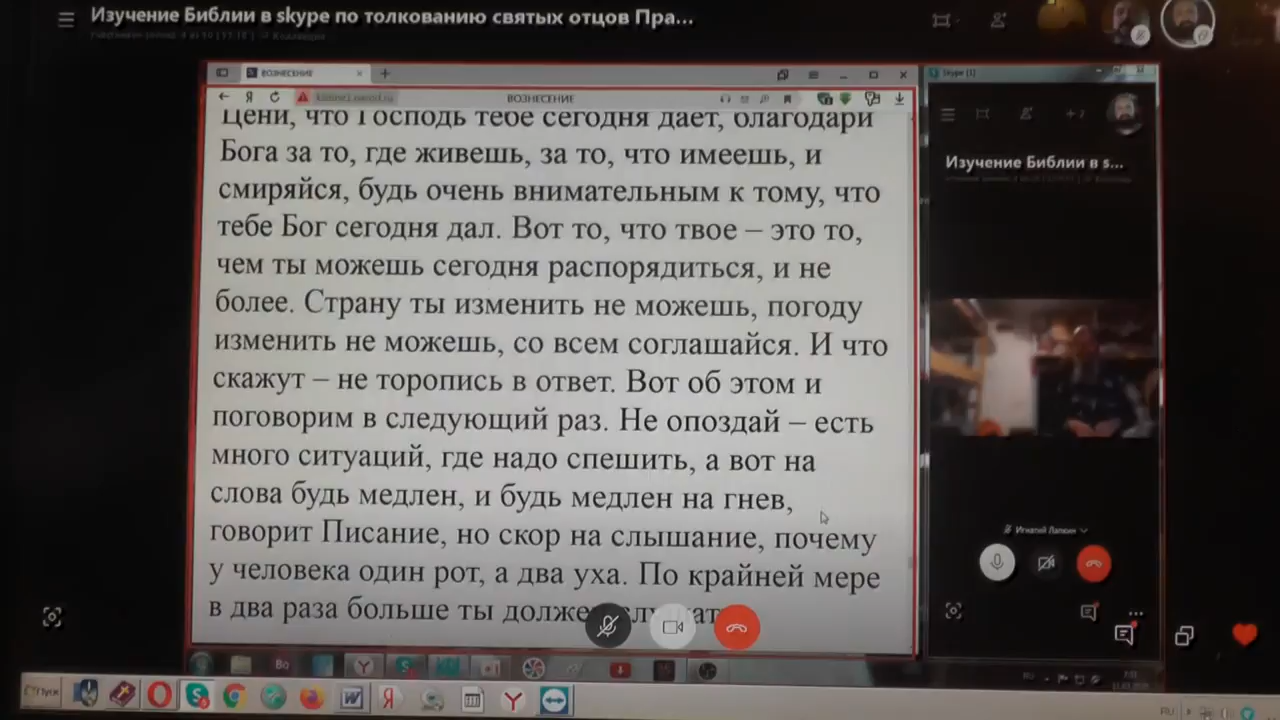 Изучение Библии в skype по толкованию святых отцов Пра...
ВОЗНЕСЕНИЕ
ВОЗНЕСЕНИЕ
Цени, что Господь тебе сегодня дает, благодари
Бога за то, где живешь, за то, что имеешь, и
смиряйся, будь очень внимательным к тому, что
тебе Бог сегодня дал. Вот то, что твое – это то,
чем ты можешь сегодня распорядиться, и не
более. Страну ты изменить не можешь, погоду
изменить не можешь, со всем соглашайся. И что
скажут – не торопись в ответ. Вот об этом и
поговорим в следующий раз. Не опоздай – есть
много ситуаций, где надо спешить, а вот на
слова будь медлен, и будь медлен на гнев,
говорит Писание, но скор на слышание, почему
у человека один рот, а два уха. По крайней мере
в два раза больше ты
Skype [1]
+2
Изучение Библии в s...
Игнатий Лапкин
RU
Пуск
RU